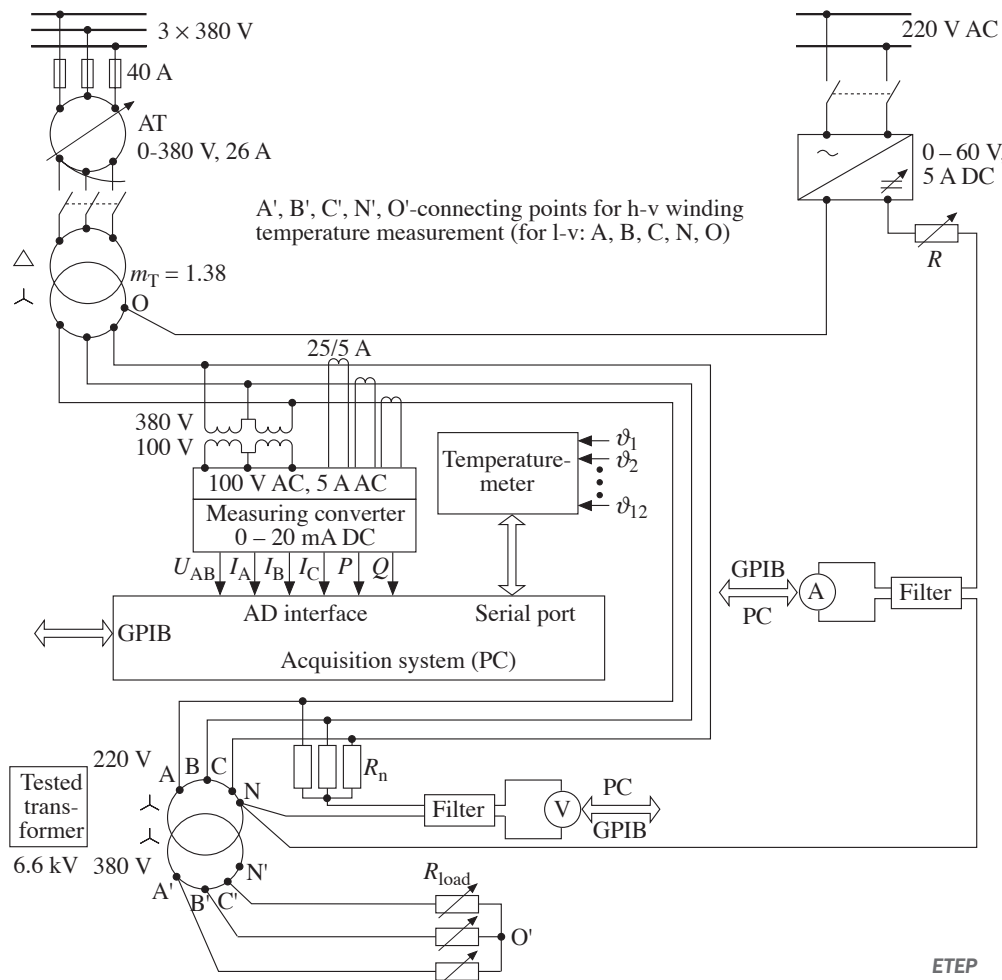 3 × 380 V
220 V AC
40 A
AT
0-380 V, 26 A
0 – 60 V,
5 A DC
A', B', C', N', O'-connecting points for h-v winding
temperature measurement (for l-v: A, B, C, N, O)
R
m_T = 1.38
O
25/5 A
380 V
100 V
100 V AC, 5 A AC
Measuring converter
0 – 20 mA DC
Temperature-
meter
ϑ1
ϑ2
ϑ12
U_AB I_A I_B I_C P Q
AD interface
Serial port
GPIB
Acquisition system (PC)
GPIB
PC
A
Filter
220 V
A B C N
R_n
Filter
V
PC
GPIB
Tested
trans-
former
6.6 kV
380 V
A' B' C' N'
R_load
O'
ETEP